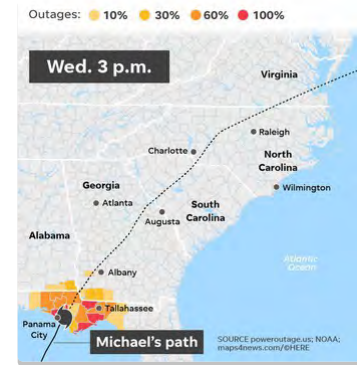 Outages: 10% 30% 60% 100%
Wed. 3 p.m.
Virginia
Raleigh
Charlotte
North
Carolina
Georgia
Wilmington
Atlanta
South
Carolina
Augusta
Alabama
Atlantic
Ocean
Albany
Tallahassee
Panama
City
Michael's path
SOURCE poweroutage.us; NOAA;
maps4news.com/©HERE